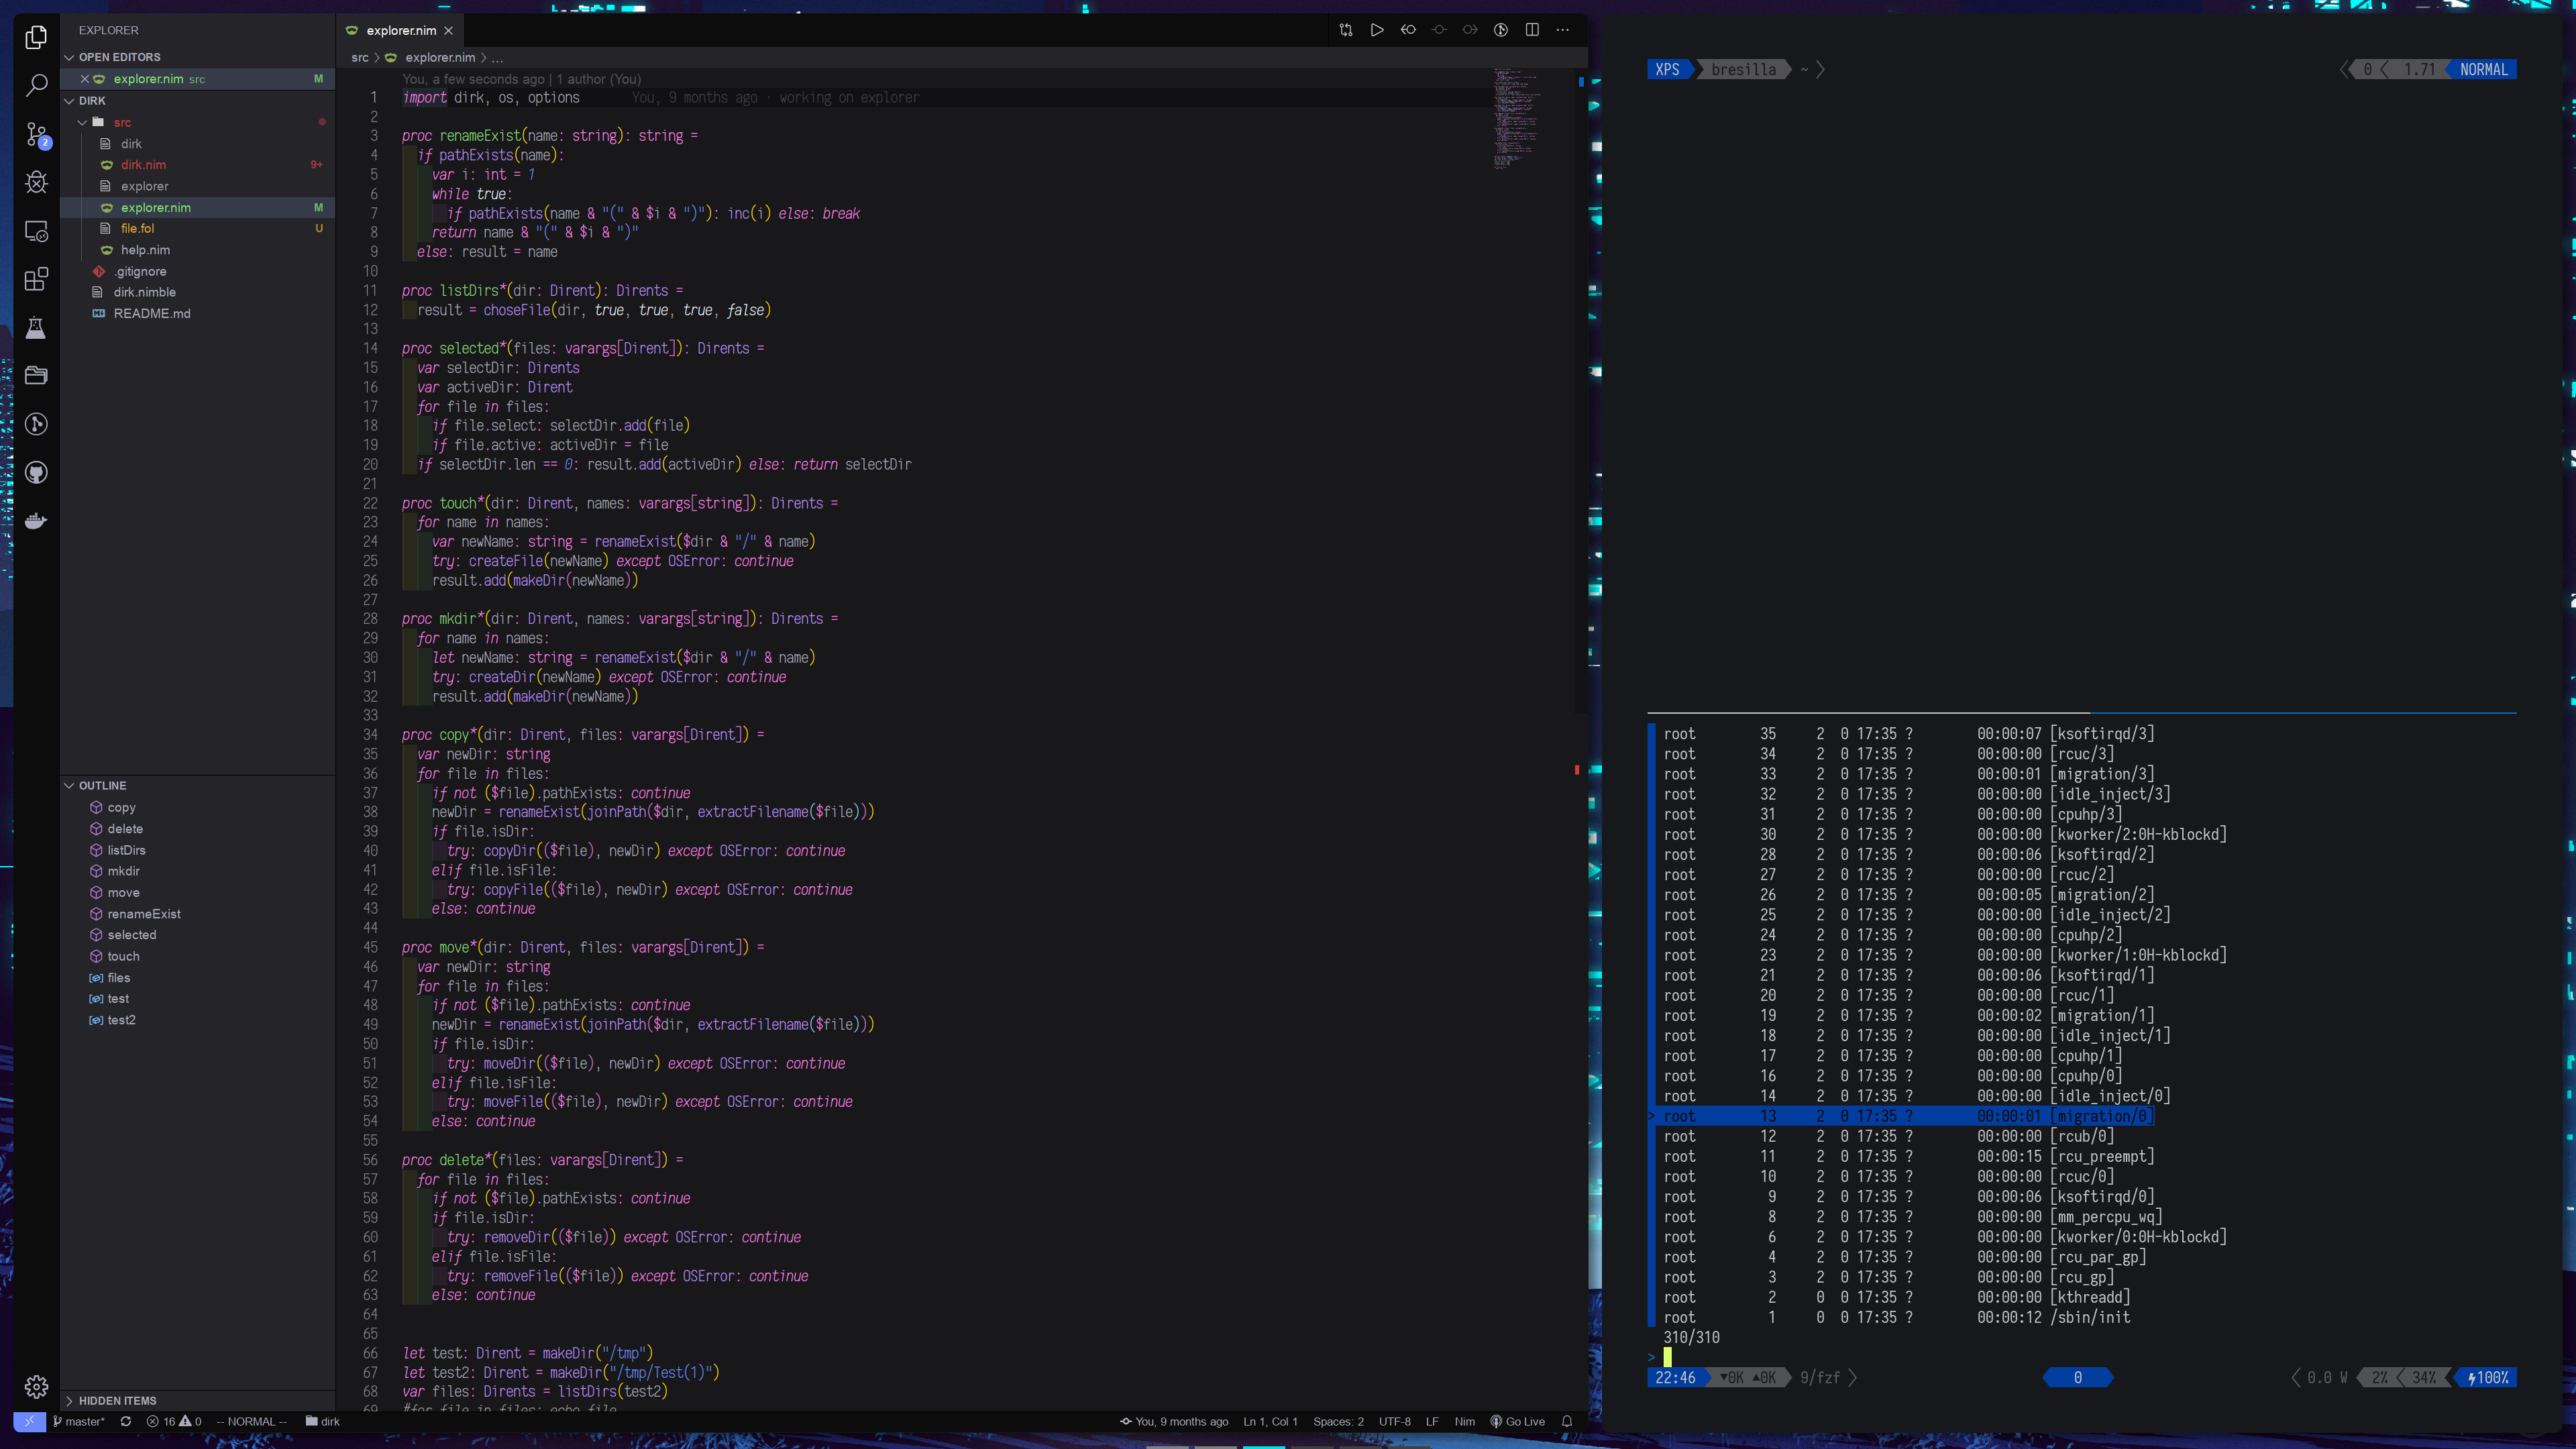 EXPLORER
OPEN EDITORS
explorer.nim src M
DIRK
src
dirk
dirk.nim 9+
explorer
explorer.nim M
file.fol U
help.nim
.gitignore
dirk.nimble
README.md
2
OUTLINE
copy
delete
listDirs
mkdir
move
renameExist
selected
touch
files
test
test2
HIDDEN ITEMS
explorer.nim
src > explorer.nim > ...
You, a few seconds ago | 1 author (You)
1 import dirk, os, options You, 9 months ago · working on explorer
2
3 proc renameExist(name: string): string =
4 if pathExists(name):
5 var i: int = 1
6 while true:
7 if pathExists(name & "(" & $i & ")"): inc(i) else: break
8 return name & "(" & $i & ")"
9 else: result = name
10
11 proc listDirs*(dir: Dirent): Dirents =
12 result = choseFile(dir, true, true, true, false)
13
14 proc selected*(files: varargs[Dirent]): Dirents =
15 var selectDir: Dirents
16 var activeDir: Dirent
17 for file in files:
18 if file.select: selectDir.add(file)
19 if file.active: activeDir = file
20 if selectDir.len == 0: result.add(activeDir) else: return selectDir
21
22 proc touch*(dir: Dirent, names: varargs[string]): Dirents =
23 for name in names:
24 var newName: string = renameExist($dir & "/" & name)
25 try: createFile(newName) except OSError: continue
26 result.add(makeDir(newName))
27
28 proc mkdir*(dir: Dirent, names: varargs[string]): Dirents =
29 for name in names:
30 let newName: string = renameExist($dir & "/" & name)
31 try: createDir(newName) except OSError: continue
32 result.add(makeDir(newName))
33
34 proc copy*(dir: Dirent, files: varargs[Dirent]) =
35 var newDir: string
36 for file in files:
37 if not ($file).pathExists: continue
38 newDir = renameExist(joinPath($dir, extractFilename($file)))
39 if file.isDir:
40 try: copyDir(($file), newDir) except OSError: continue
41 elif file.isFile:
42 try: copyFile(($file), newDir) except OSError: continue
43 else: continue
44
45 proc move*(dir: Dirent, files: varargs[Dirent]) =
46 var newDir: string
47 for file in files:
48 if not ($file).pathExists: continue
49 newDir = renameExist(joinPath($dir, extractFilename($file)))
50 if file.isDir:
51 try: moveDir(($file), newDir) except OSError: continue
52 elif file.isFile:
53 try: moveFile(($file), newDir) except OSError: continue
54 else: continue
55
56 proc delete*(files: varargs[Dirent]) =
57 for file in files:
58 if not ($file).pathExists: continue
59 if file.isDir:
60 try: removeDir(($file)) except OSError: continue
61 elif file.isFile:
62 try: removeFile(($file)) except OSError: continue
63 else: continue
64
65
66 let test: Dirent = makeDir("/tmp")
67 let test2: Dirent = makeDir("/tmp/Test(1)")
68 var files: Dirents = listDirs(test2)
69 #for file in files: echo file
master* 16 0 -- NORMAL -- dirk You, 9 months ago Ln 1, Col 1 Spaces: 2 UTF-8 LF Nim Go Live
XPS bresilla ~ 0 1.71 NORMAL
root 35 2 0 17:35 ? 00:00:07 [ksoftirqd/3]
root 34 2 0 17:35 ? 00:00:00 [rcuc/3]
root 33 2 0 17:35 ? 00:00:01 [migration/3]
root 32 2 0 17:35 ? 00:00:00 [idle_inject/3]
root 31 2 0 17:35 ? 00:00:00 [cpuhp/3]
root 30 2 0 17:35 ? 00:00:00 [kworker/2:0H-kblockd]
root 28 2 0 17:35 ? 00:00:06 [ksoftirqd/2]
root 27 2 0 17:35 ? 00:00:00 [rcuc/2]
root 26 2 0 17:35 ? 00:00:05 [migration/2]
root 25 2 0 17:35 ? 00:00:00 [idle_inject/2]
root 24 2 0 17:35 ? 00:00:00 [cpuhp/2]
root 23 2 0 17:35 ? 00:00:00 [kworker/1:0H-kblockd]
root 21 2 0 17:35 ? 00:00:06 [ksoftirqd/1]
root 20 2 0 17:35 ? 00:00:00 [rcuc/1]
root 19 2 0 17:35 ? 00:00:02 [migration/1]
root 18 2 0 17:35 ? 00:00:00 [idle_inject/1]
root 17 2 0 17:35 ? 00:00:00 [cpuhp/1]
root 16 2 0 17:35 ? 00:00:00 [cpuhp/0]
root 14 2 0 17:35 ? 00:00:00 [idle_inject/0]
> root 13 2 0 17:35 ? 00:00:01 [migration/0]
root 12 2 0 17:35 ? 00:00:00 [rcub/0]
root 11 2 0 17:35 ? 00:00:15 [rcu_preempt]
root 10 2 0 17:35 ? 00:00:00 [rcuc/0]
root 9 2 0 17:35 ? 00:00:06 [ksoftirqd/0]
root 8 2 0 17:35 ? 00:00:00 [mm_percpu_wq]
root 6 2 0 17:35 ? 00:00:00 [kworker/0:0H-kblockd]
root 4 2 0 17:35 ? 00:00:00 [rcu_par_gp]
root 3 2 0 17:35 ? 00:00:00 [rcu_gp]
root 2 0 0 17:35 ? 00:00:00 [kthreadd]
root 1 0 0 17:35 ? 00:00:12 /sbin/init
310/310
>
22:46 ▼0K ▲0K 9/fzf 0 0.0 W 2% 34% 100%